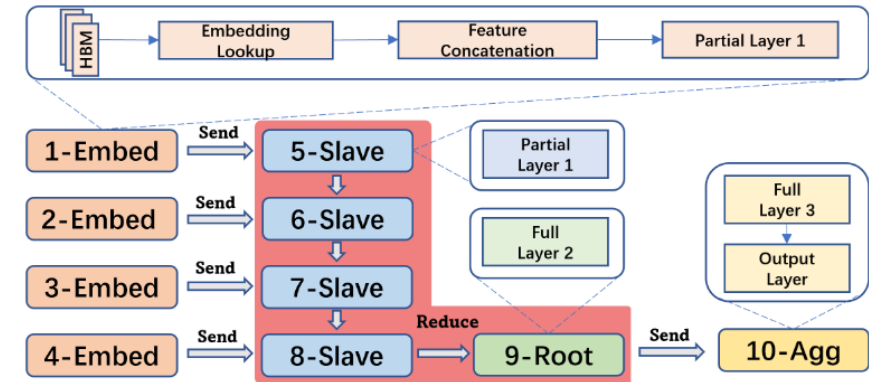 HBM
Embedding
Lookup
Feature
Concatenation
Partial Layer 1
1-Embed
Send
5-Slave
Partial
Layer 1
2-Embed
Send
6-Slave
Full
Layer 2
Full
Layer 3
Output
Layer
3-Embed
Send
7-Slave
4-Embed
Send
8-Slave
Reduce
9-Root
Send
10-Agg